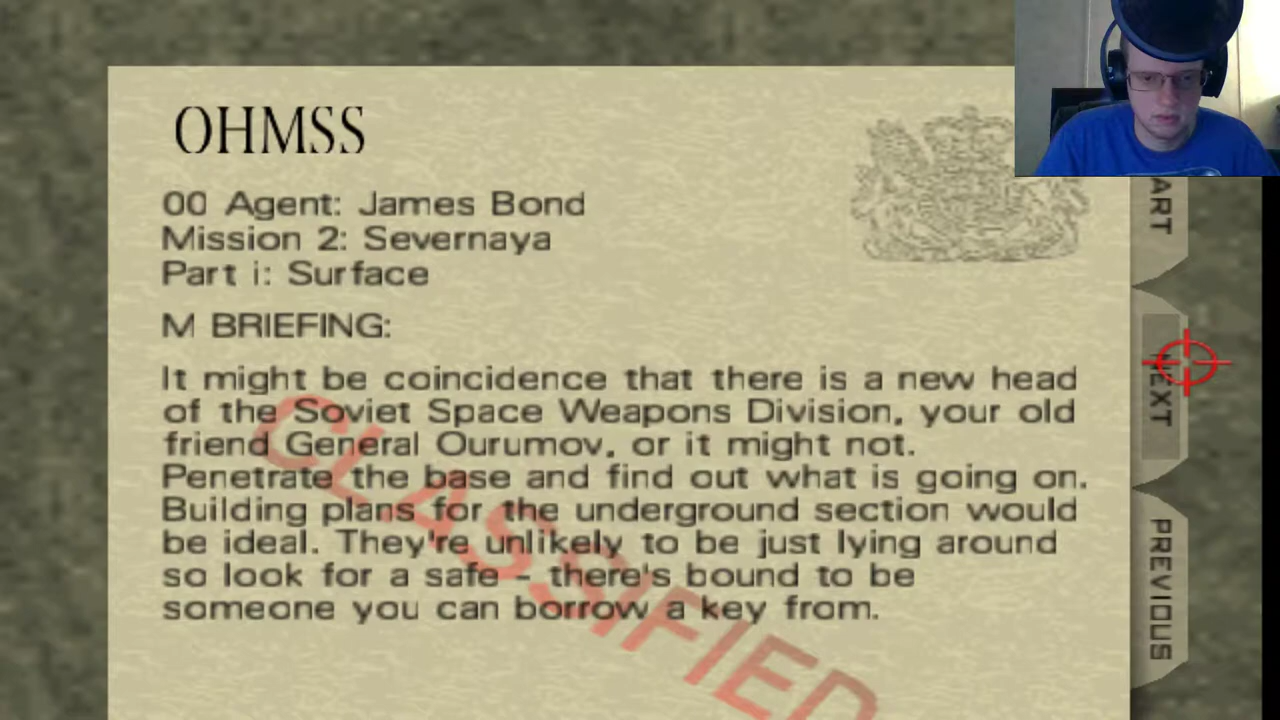 OHMSS
00 Agent: James Bond
Mission 2: Severnaya
Part i: Surface
M BRIEFING:
It might be coincidence that there is a new head
of the Soviet Space Weapons Division, your old
friend General Ourumov, or it might not.
Penetrate the base and find out what is going on.
Building plans for the underground section would
be ideal. They're unlikely to be just lying around
so look for a safe - there's bound to be
someone you can borrow a key from.
CLASSIFIED
ART
NEXT
PREVIOUS